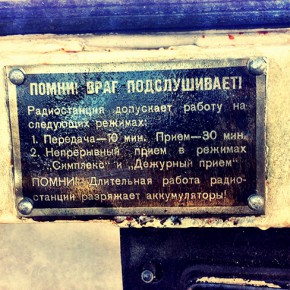 ПОМНИ! ВРАГ ПОДСЛУШИВАЕТ!
Радиостанция допускает работу на
следующих режимах:
1. Передача—10 мин. Прием—30 мин.
2. Непрерывный прием в режимах
„Симплекс" и „Дежурный прием"
ПОМНИ! Длительная работа радио-
станции разряжает аккумуляторы!